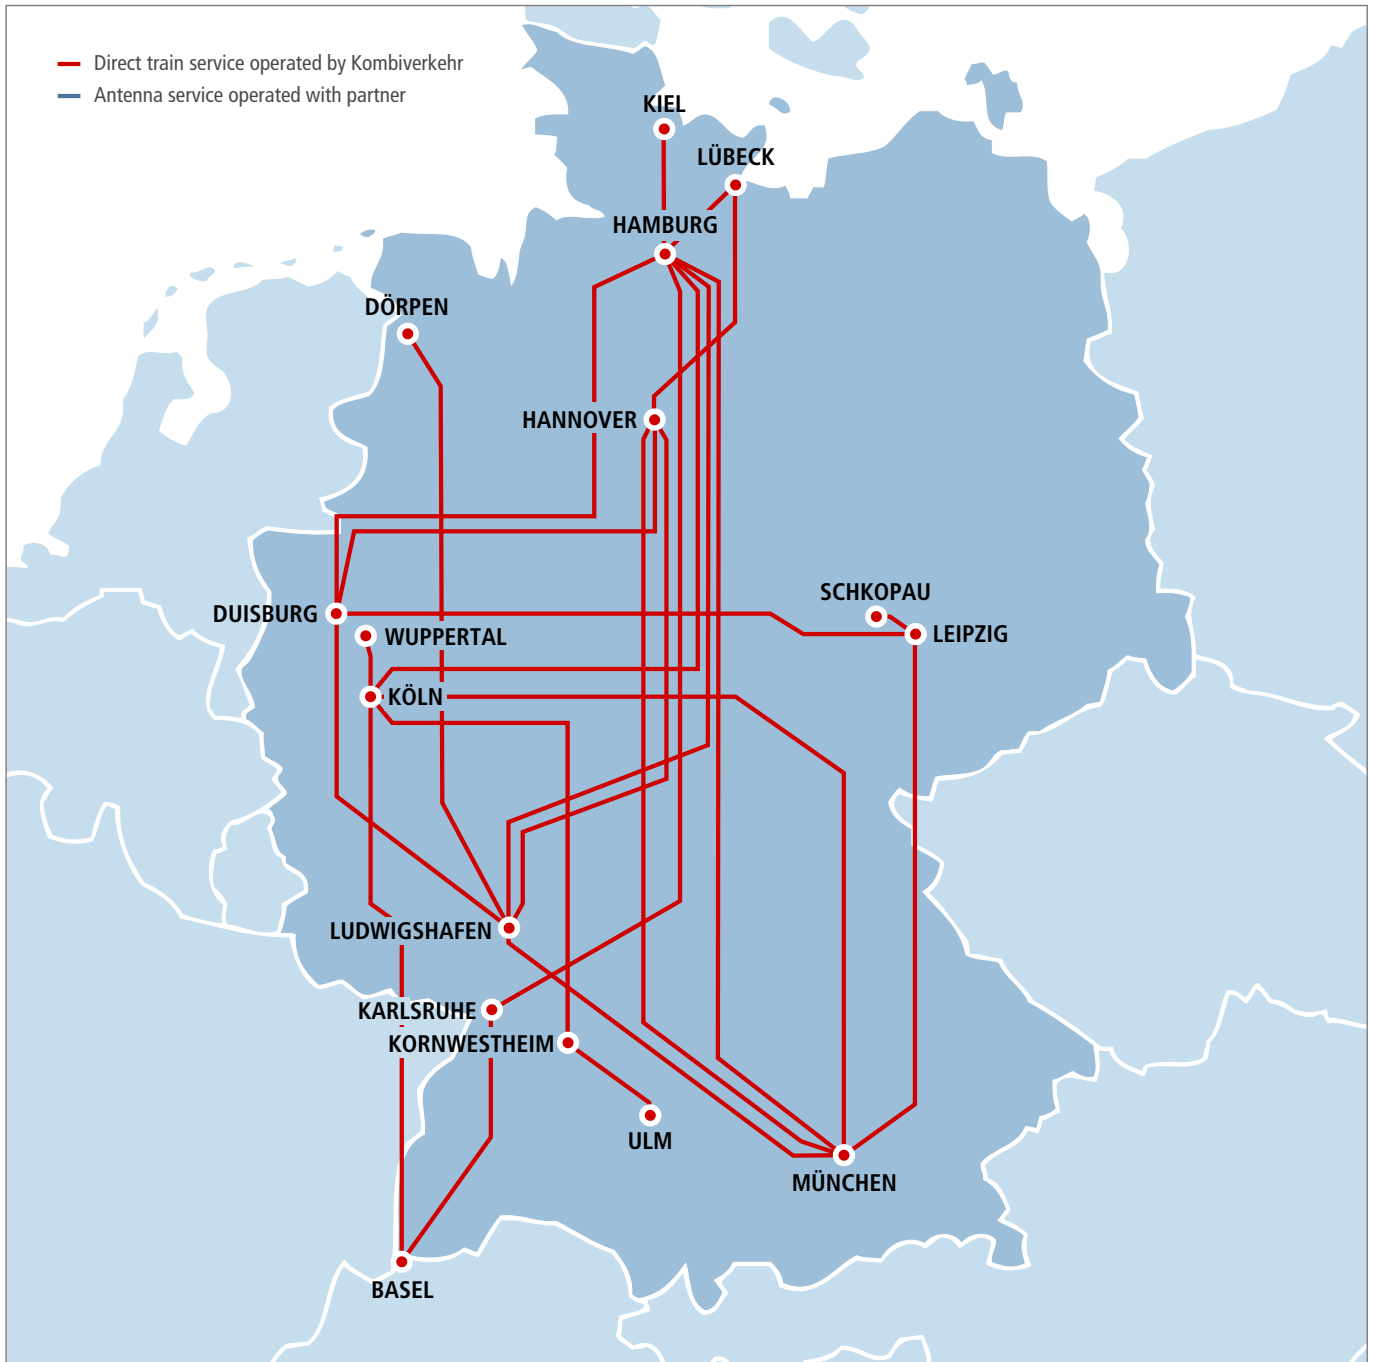 Direct train service operated by Kombiverkehr
Antenna service operated with partner
KIEL
LÜBECK
HAMBURG
DÖRPEN
HANNOVER
SCHKOPAU
DUISBURG
WUPPERTAL
LEIPZIG
KÖLN
LUDWIGSHAFEN
KARLSRUHE
KORNWESTHEIM
ULM
MÜNCHEN
BASEL